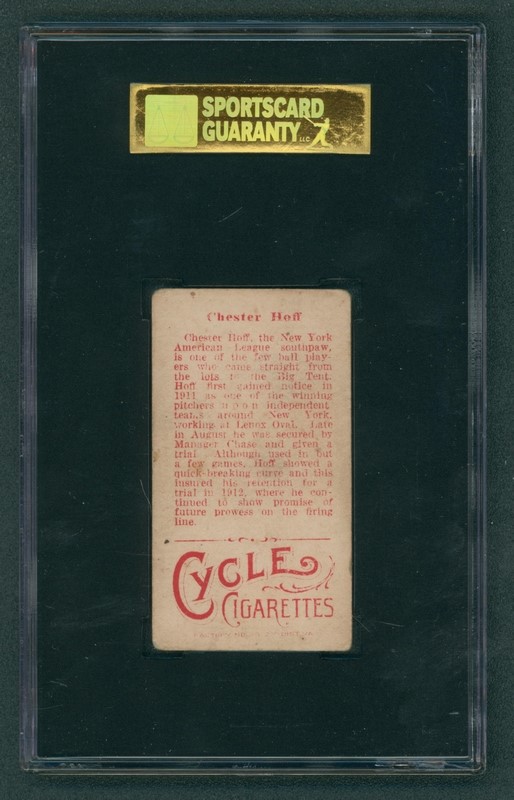 SPORTSCARD
GUARANTY LLC
Chester Hoff
Chester Hoff, the New York
American League southpaw,
is one of the few ball play-
ers who came straight from
the lots to the Big Tent.
Hoff first gained notice in
1911 as one of the winning
pitchers upon independent
teams around New York,
working at Lenox Oval. Late
in August he was secured by
Manager Chase and given a
trial. Although used in but
a few games, Hoff showed a
quick-breaking curve and this
insured his retention for a
trial in 1912, where he con-
tinued to show promise of
future prowess on the firing
line.
CYCLE
CIGARETTES